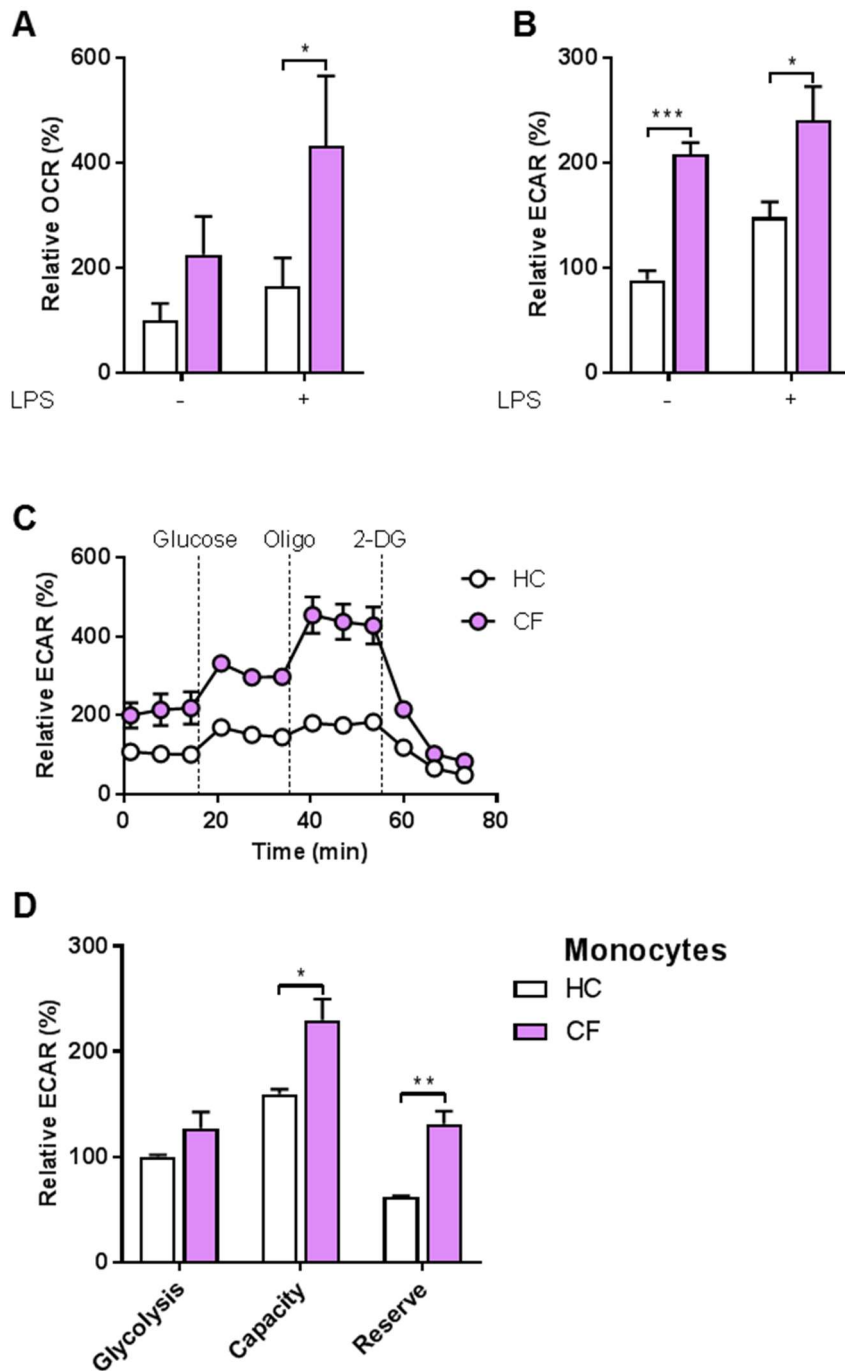 A
600
400
200
0
Relative OCR (%)
*
LPS
-
+
B
300
200
100
0
Relative ECAR (%)
***
*
LPS
-
+
C
Glucose
Oligo
2-DG
600
400
200
0
Relative ECAR (%)
0
20
40
60
80
Time (min)
HC
CF
D
300
200
100
0
Relative ECAR (%)
*
**
Glycolysis
Capacity
Reserve
Monocytes
HC
CF